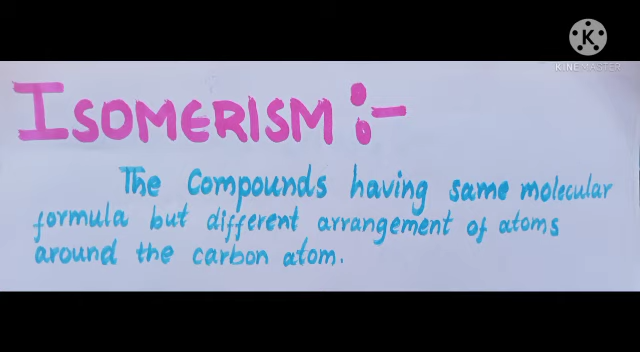 KINEMASTER
ISOMERISM :-
The Compounds having same molecular
formula but different arrangement of atoms
around the carbon atom.